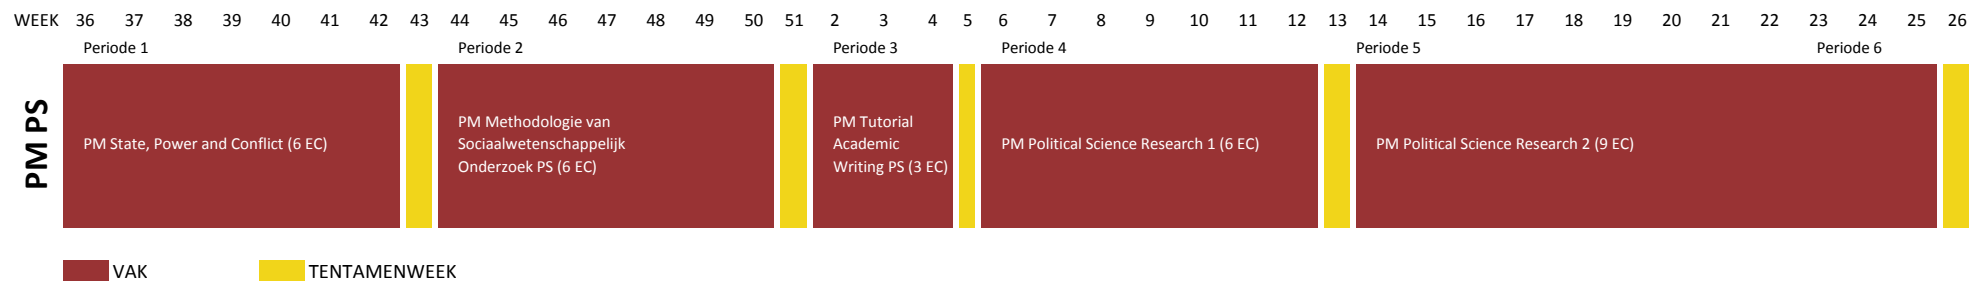 WEEK 36 37 38 39 40 41 42 43 44 45 46 47 48 49 50 51 2 3 4 5 6 7 8 9 10 11 12 13 14 15 16 17 18 19 20 21 22 23 24 25 26
Periode 1 Periode 2 Periode 3 Periode 4 Periode 5 Periode 6
PM PS
PM State, Power and Conflict (6 EC)
PM Methodologie van
Sociaalwetenschappelijk
Onderzoek PS (6 EC)
PM Tutorial
Academic
Writing PS (3 EC)
PM Political Science Research 1 (6 EC)
PM Political Science Research 2 (9 EC)
VAK TENTAMENWEEK